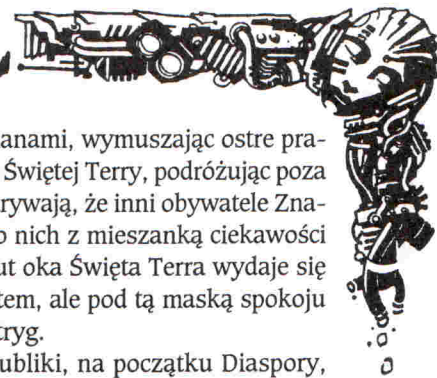 anami, wymuszając ostre pra-
Świętej Terry, podróżując poza
rywają, że inni obywatele Zna-
o nich z mieszanką ciekawości
ut oka Święta Terra wydaje się
tem, ale pod tą maską spokoju
tryg.
ubliki, na początku Diaspory,